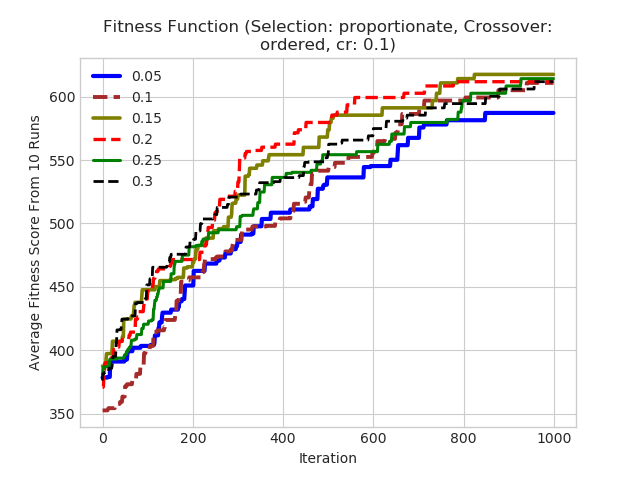 Fitness Function (Selection: proportionate, Crossover:
ordered, cr: 0.1)
Average Fitness Score From 10 Runs
600
550
500
450
400
350
0.05
0.1
0.15
0.2
0.25
0.3
0 200 400 600 800 1000
Iteration